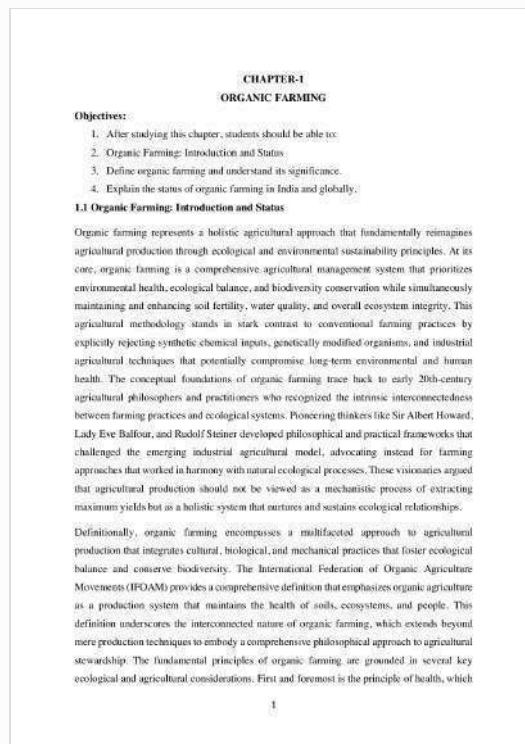 CHAPTER-1
ORGANIC FARMING
Objectives:
1. After studying this chapter, students should be able to:
2. Organic Farming: Introduction and Status
3. Define organic farming and understand its significance.
4. Explain the status of organic farming in India and globally.
1.1 Organic Farming: Introduction and Status
Organic farming represents a holistic agricultural approach that fundamentally reimagines
agricultural production through ecological and environmental sustainability principles. At its
core, organic farming is a comprehensive agricultural management system that prioritizes
environmental health, ecological balance, and biodiversity conservation while simultaneously
maintaining and enhancing soil fertility, water quality, and overall ecosystem integrity. This
agricultural methodology stands in stark contrast to conventional farming practices by
explicitly rejecting synthetic chemical inputs, genetically modified organisms, and industrial
agricultural techniques that potentially compromise long-term environmental and human
health. The conceptual foundations of organic farming trace back to early 20th-century
agricultural philosophers and practitioners who recognized the intrinsic interconnectedness
between farming practices and ecological systems. Pioneering thinkers like Sir Albert Howard,
Lady Eve Balfour, and Rudolf Steiner developed philosophical and practical frameworks that
challenged the emerging industrial agricultural model, advocating instead for farming
approaches that worked in harmony with natural ecological processes. These visionaries argued
that agricultural production should not be viewed as a mechanistic process of extracting
maximum yields but as a holistic system that nurtures and sustains ecological relationships.
Definitionally, organic farming encompasses a multifaceted approach to agricultural
production that integrates cultural, biological, and mechanical practices that foster ecological
balance and conserve biodiversity. The International Federation of Organic Agriculture
Movements (IFOAM) provides a comprehensive definition that emphasizes organic agriculture
as a production system that maintains the health of soils, ecosystems, and people. This
definition underscores the interconnected nature of organic farming, which extends beyond
mere production techniques to embody a comprehensive philosophical approach to agricultural
stewardship. The fundamental principles of organic farming are grounded in several key
ecological and agricultural considerations. First and foremost is the principle of health, which
1